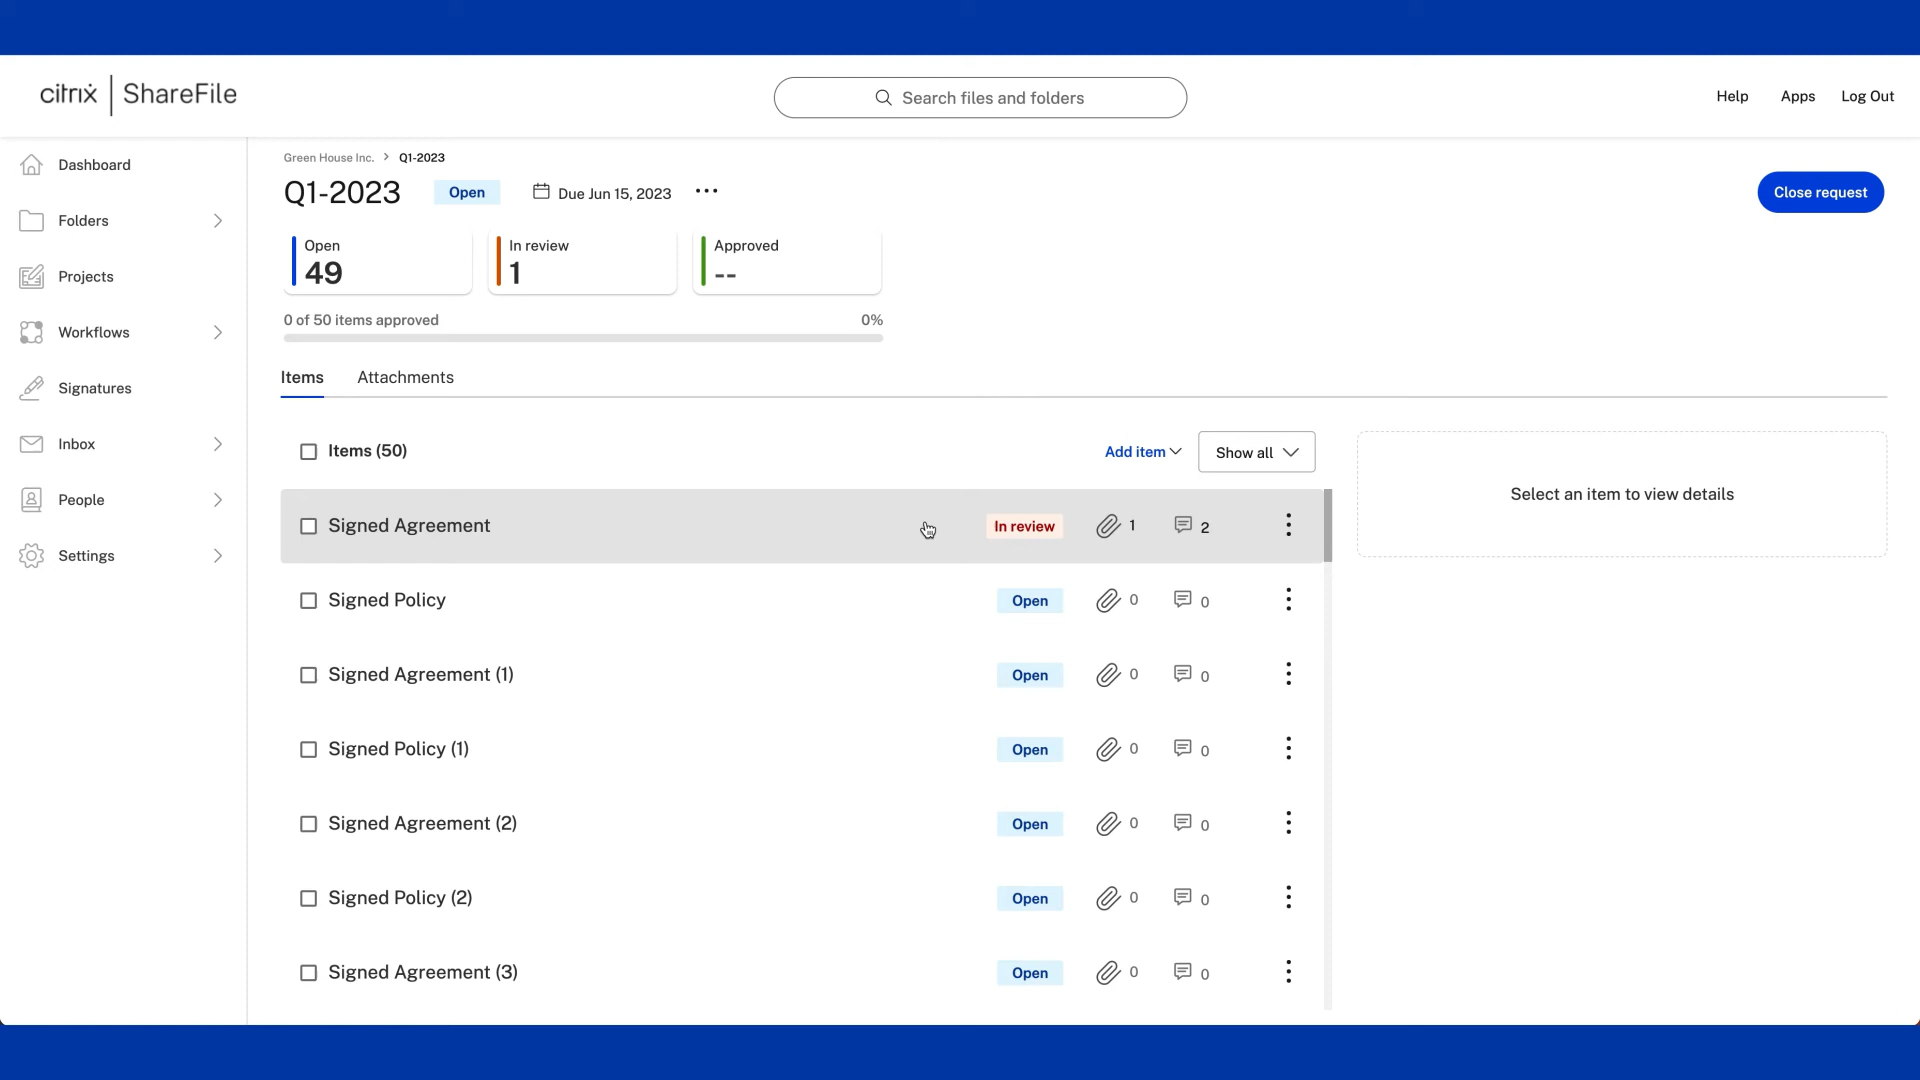 citrix | ShareFile
Search files and folders
Help
Apps
Log Out
Dashboard
Folders
Projects
Workflows
Signatures
Inbox
People
Settings
Green House Inc. > Q1-2023
Q1-2023
Open
Due Jun 15, 2023
Close request
Open
49
In review
1
Approved
--
0 of 50 items approved
0%
Items
Attachments
Items (50)
Add item
Show all
Select an item to view details
Signed Agreement In review 1 2
Signed Policy Open 0 0
Signed Agreement (1) Open 0 0
Signed Policy (1) Open 0 0
Signed Agreement (2) Open 0 0
Signed Policy (2) Open 0 0
Signed Agreement (3) Open 0 0